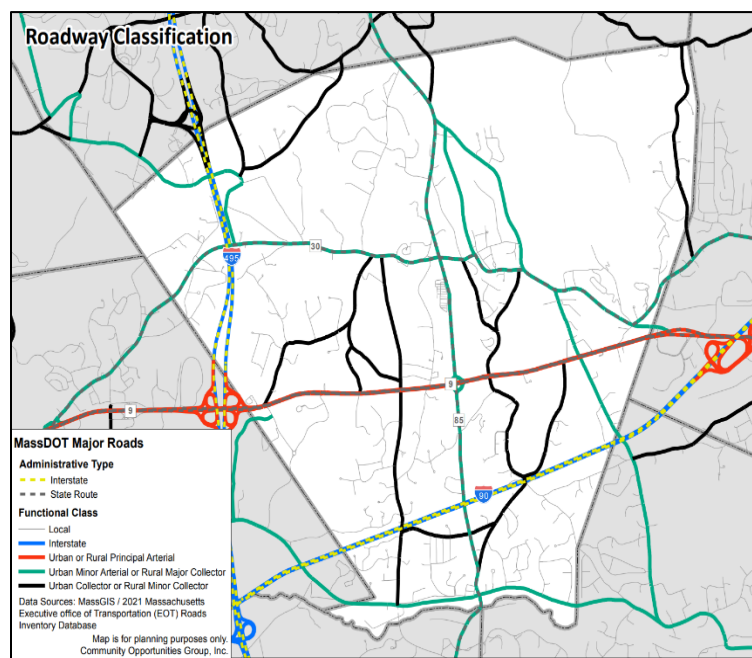 Roadway Classification
30
495
9
9
85
90
MassDOT Major Roads
Administrative Type
Interstate
State Route
Functional Class
Local
Interstate
Urban or Rural Principal Arterial
Urban Minor Arterial or Rural Major Collector
Urban Collector or Rural Minor Collector
Data Sources: MassGIS / 2021 Massachusetts
Executive office of Transportation (EOT) Roads
Inventory Database
Map is for planning purposes only.
Community Opportunities Group, Inc.